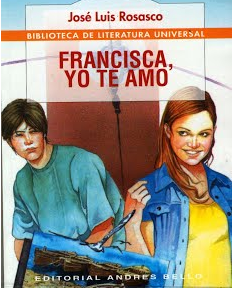 José Luis Rosasco
BIBLIOTECA DE LITERATURA UNIVERSAL
FRANCISCA,
YO TE AMO
EDITORIAL ANDRES BELLO